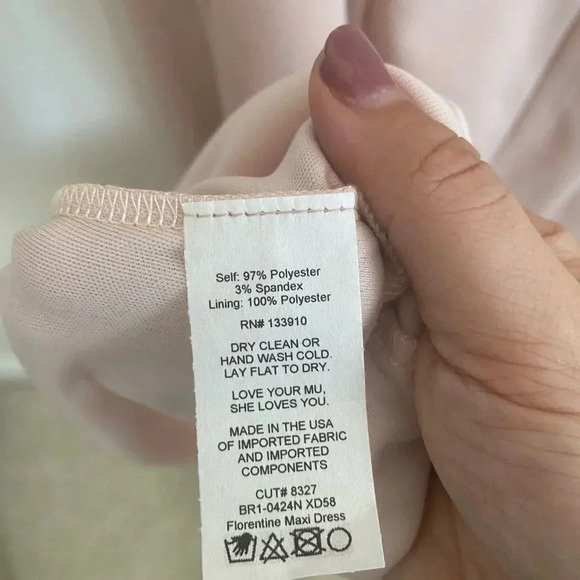 Self: 97% Polyester
3% Spandex
Lining: 100% Polyester
RN# 133910
DRY CLEAN OR
HAND WASH COLD.
LAY FLAT TO DRY.
LOVE YOUR MU,
SHE LOVES YOU.
MADE IN THE USA
OF IMPORTED FABRIC
AND IMPORTED
COMPONENTS
CUT# 8327
BR1-0424N XD58
Florentine Maxi Dress